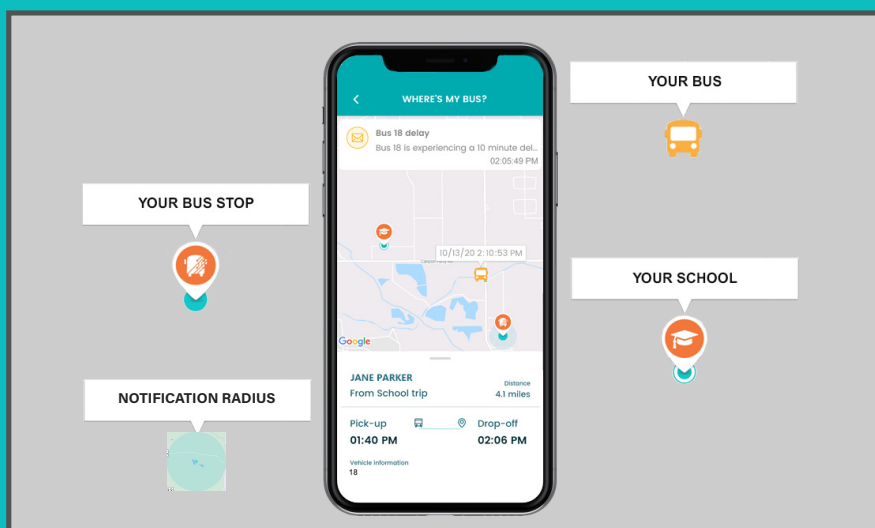 WHERE'S MY BUS?
Bus 18 delay
Bus 18 is experiencing a 10 minute del...
02:05:49 PM
10/13/20 2:10:53 PM
Google
JANE PARKER
From School trip
Distance
4.1 miles
Pick-up
Drop-off
01:40 PM
02:06 PM
Vehicle information
18
YOUR BUS STOP
NOTIFICATION RADIUS
YOUR BUS
YOUR SCHOOL